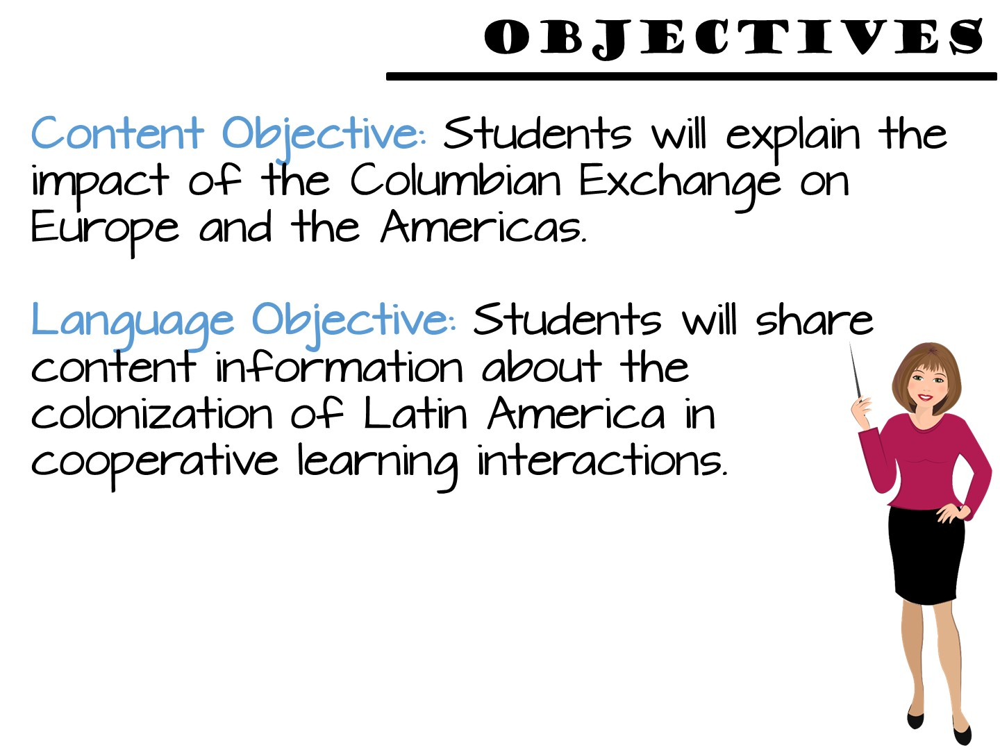 OBJECTIVES
Content Objective: Students will explain the
impact of the Columbian Exchange on
Europe and the Americas.
Language Objective: Students will share
content information about the
colonization of Latin America in
cooperative learning interactions.